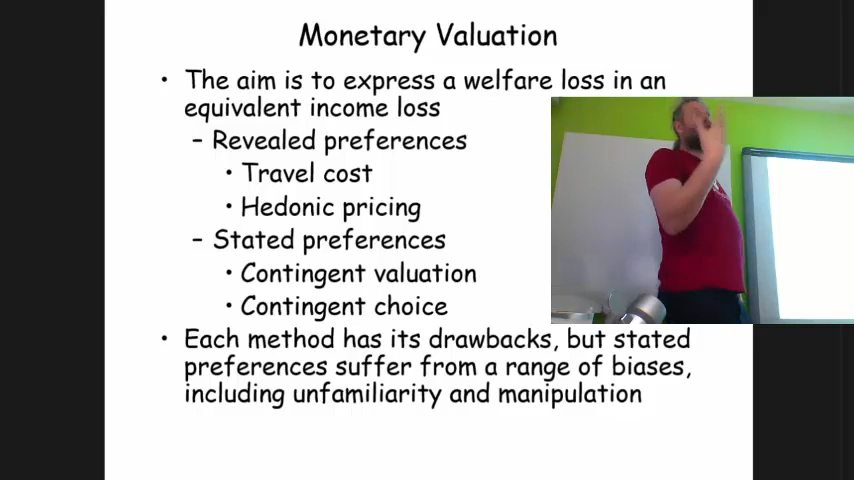 Monetary Valuation
• The aim is to express a welfare loss in an
equivalent income loss
– Revealed preferences
• Travel cost
• Hedonic pricing
– Stated preferences
• Contingent valuation
• Contingent choice
• Each method has its drawbacks, but stated
preferences suffer from a range of biases,
including unfamiliarity and manipulation